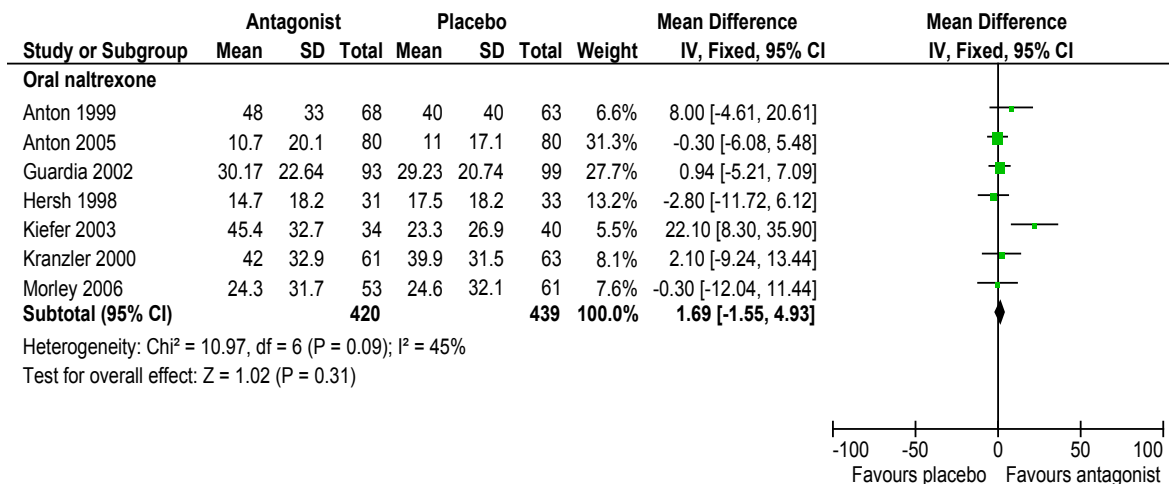 Antagonist Placebo Mean Difference Mean Difference
Study or Subgroup Mean SD Total Mean SD Total Weight IV, Fixed, 95% CI IV, Fixed, 95% CI
Oral naltrexone
Anton 1999 48 33 68 40 40 63 6.6% 8.00 [-4.61, 20.61]
Anton 2005 10.7 20.1 80 11 17.1 80 31.3% -0.30 [-6.08, 5.48]
Guardia 2002 30.17 22.64 93 29.23 20.74 99 27.7% 0.94 [-5.21, 7.09]
Hersh 1998 14.7 18.2 31 17.5 18.2 33 13.2% -2.80 [-11.72, 6.12]
Kiefer 2003 45.4 32.7 34 23.3 26.9 40 5.5% 22.10 [8.30, 35.90]
Kranzler 2000 42 32.9 61 39.9 31.5 63 8.1% 2.10 [-9.24, 13.44]
Morley 2006 24.3 31.7 53 24.6 32.1 61 7.6% -0.30 [-12.04, 11.44]
Subtotal (95% CI) 420 439 100.0% 1.69 [-1.55, 4.93]
Heterogeneity: Chi² = 10.97, df = 6 (P = 0.09); I² = 45%
Test for overall effect: Z = 1.02 (P = 0.31)
-100 -50 0 50 100
Favours placebo Favours antagonist